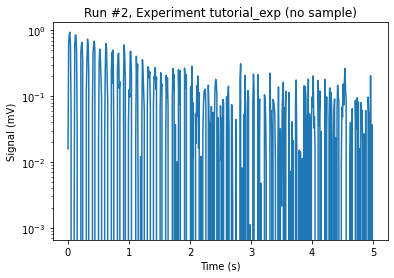 Run #2, Experiment tutorial_exp (no sample)
Signal (mV)
10⁰
10⁻¹
10⁻²
10⁻³
0 1 2 3 4 5
Time (s)